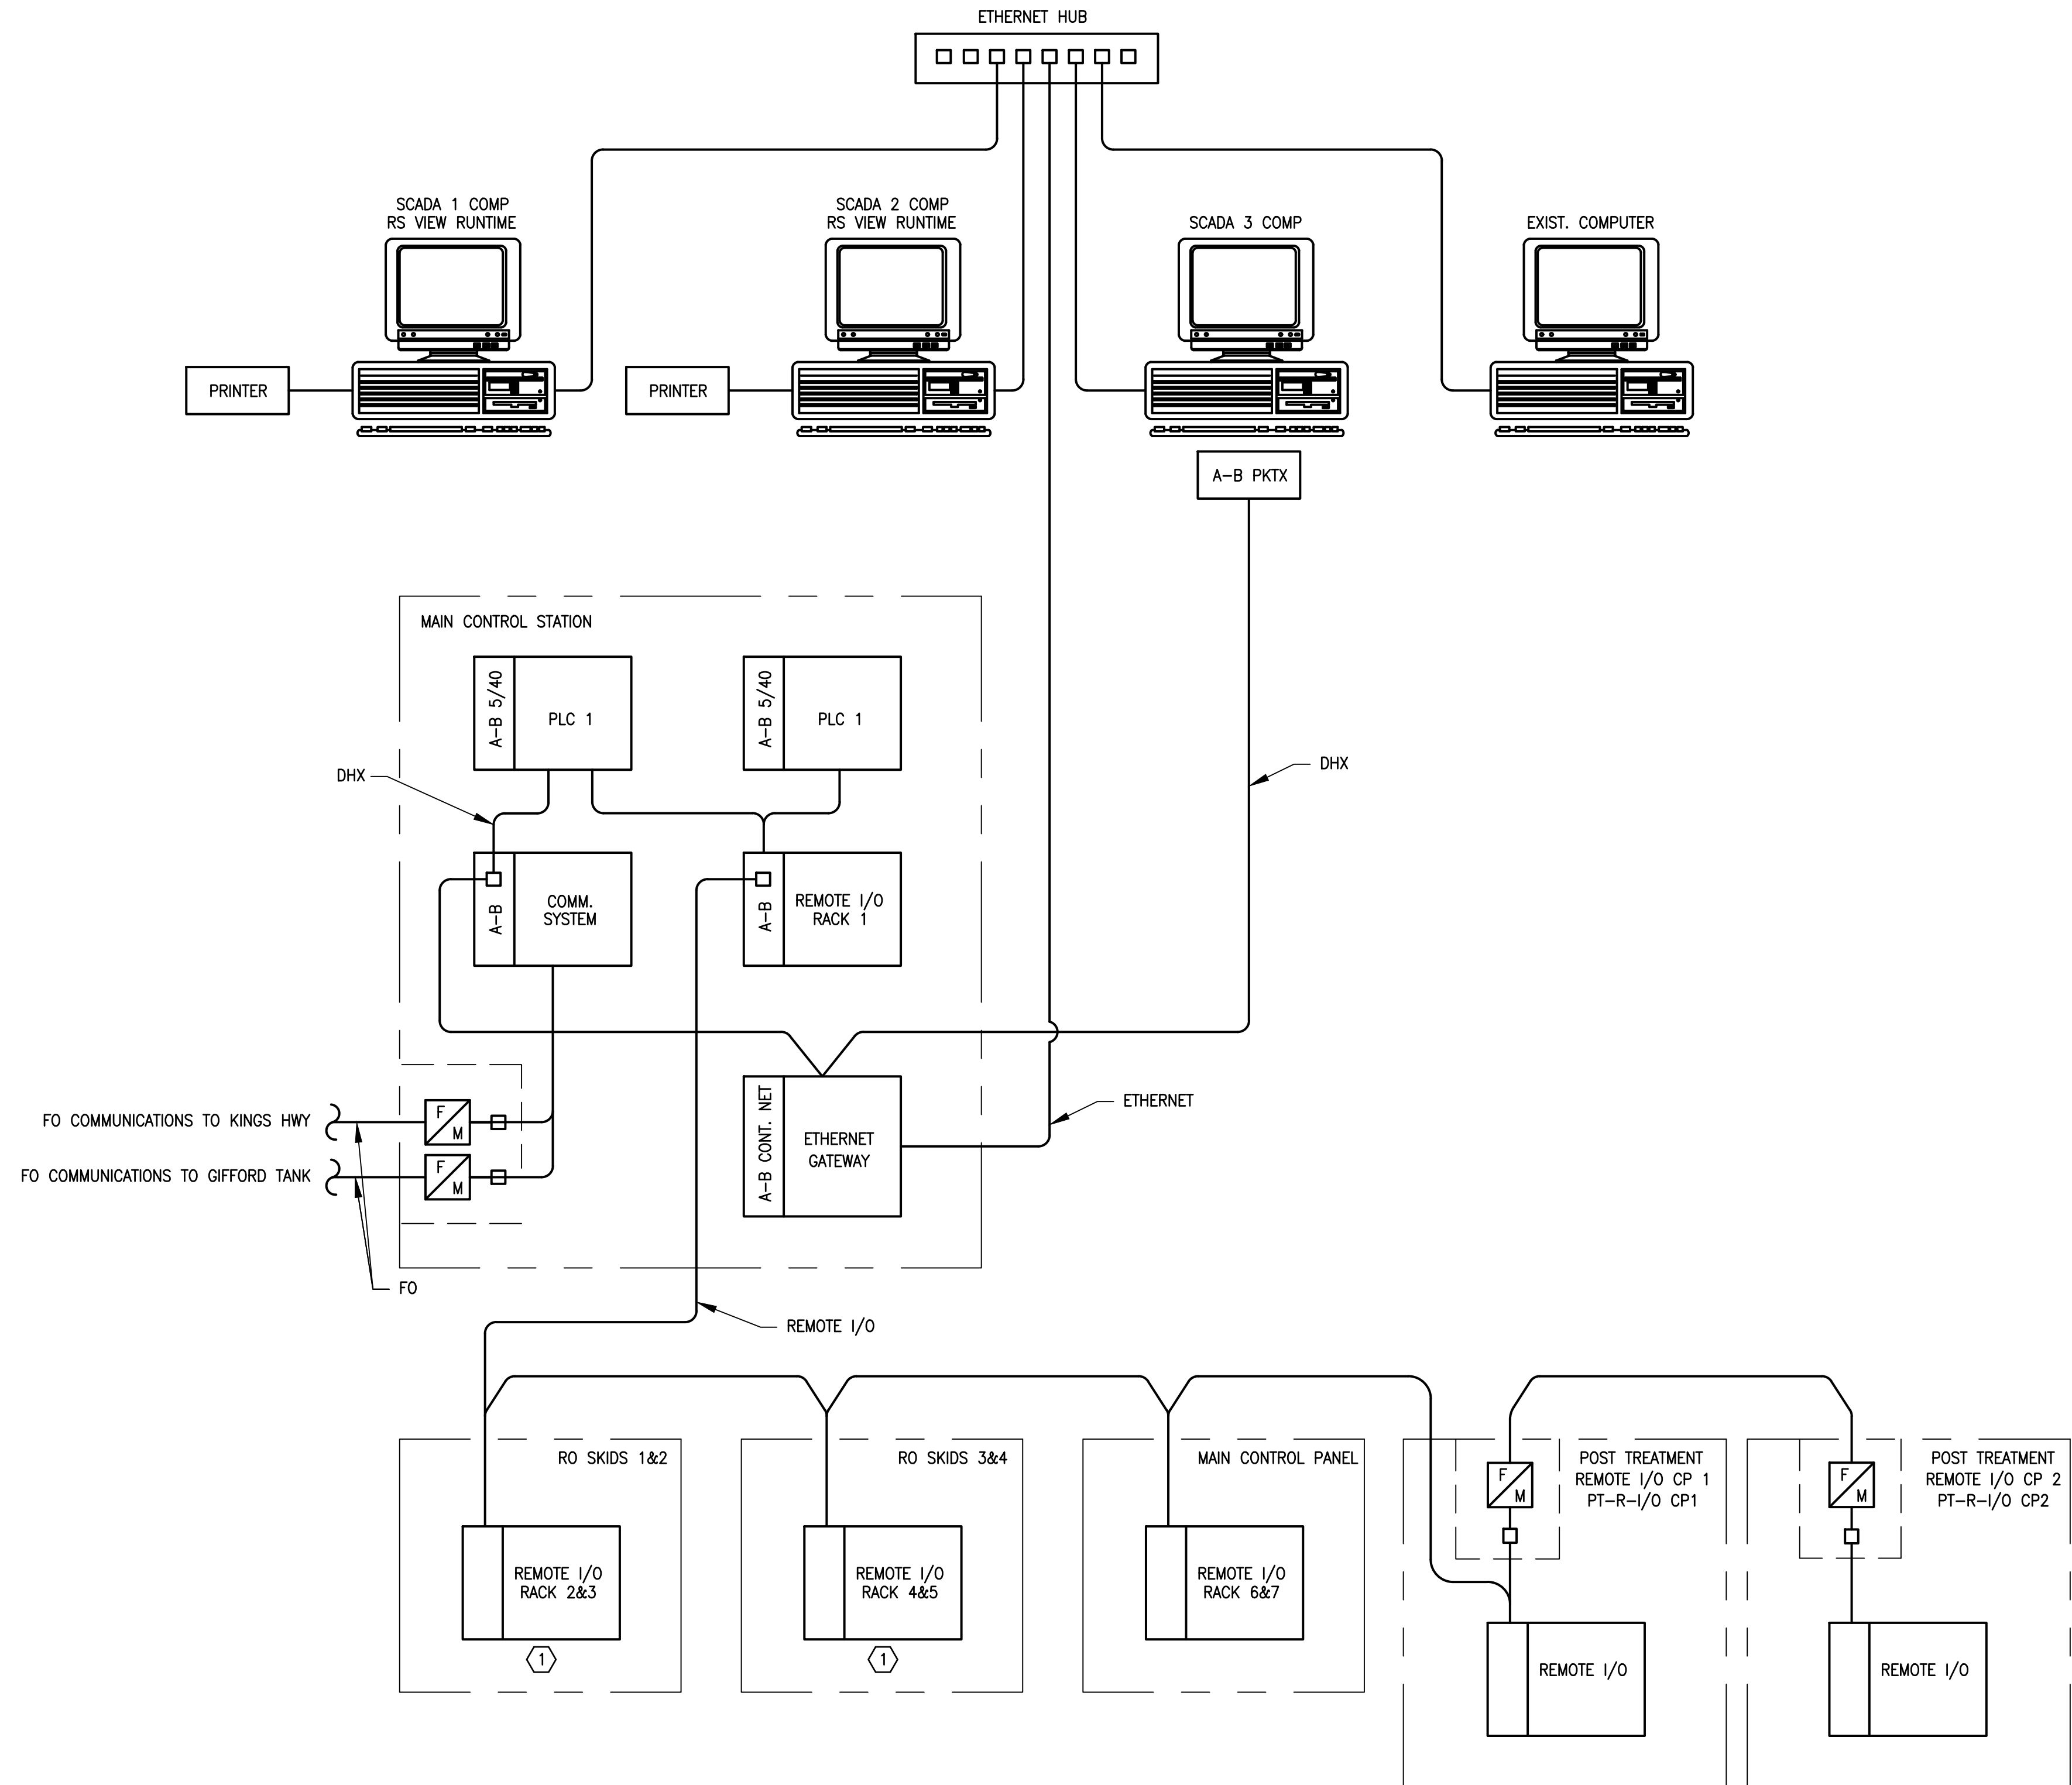 ETHERNET HUB
SCADA 1 COMP
RS VIEW RUNTIME
SCADA 2 COMP
RS VIEW RUNTIME
SCADA 3 COMP
EXIST. COMPUTER
PRINTER
PRINTER
A-B PKTX
MAIN CONTROL STATION
A-B 5/40
PLC 1
A-B 5/40
PLC 1
DHX
DHX
A-B
COMM.
SYSTEM
A-B
REMOTE I/O
RACK 1
FO COMMUNICATIONS TO KINGS HWY
F
M
FO COMMUNICATIONS TO GIFFORD TANK
F
M
A-B CONT. NET
ETHERNET
GATEWAY
ETHERNET
FO
REMOTE I/O
RO SKIDS 1&2
REMOTE I/O
RACK 2&3
1
RO SKIDS 3&4
REMOTE I/O
RACK 4&5
1
MAIN CONTROL PANEL
REMOTE I/O
RACK 6&7
F
M
POST TREATMENT
REMOTE I/O CP 1
PT-R-I/O CP1
REMOTE I/O
F
M
POST TREATMENT
REMOTE I/O CP 2
PT-R-I/O CP2
REMOTE I/O